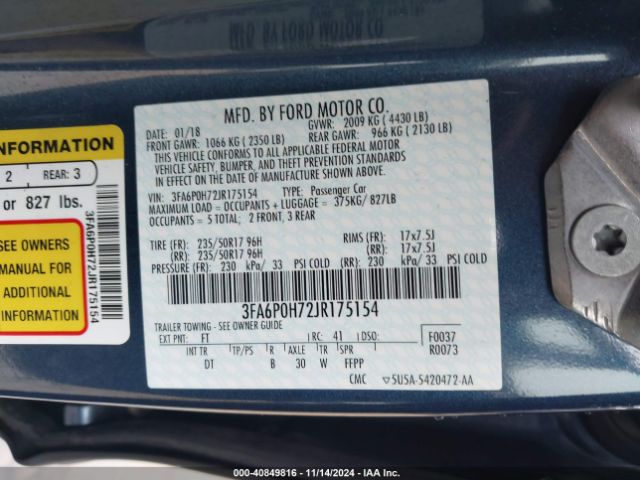 MFD. BY FORD MOTOR CO.
MFD. BY FORD MOTOR CO.
DATE: 01/18 GVWR: 2009 KG ( 4430 LB)
FRONT GAWR: 1066 KG ( 2350 LB) REAR GAWR: 966 KG ( 2130 LB)
THIS VEHICLE CONFORMS TO ALL APPLICABLE FEDERAL MOTOR
VEHICLE SAFETY, BUMPER, AND THEFT PREVENTION STANDARDS
IN EFFECT ON THE DATE OF MANUFACTURE SHOWN ABOVE.
VIN: 3FA6P0H72JR175154 TYPE: Passenger Car
MAXIMUM LOAD = OCCUPANTS + LUGGAGE = 375KG / 827LB
OCCUPANTS = 5 TOTAL; 2 FRONT, 3 REAR
TIRE (FR): 235/50R17 96H RIMS (FR): 17x7.5J
(RR): 235/50R17 96H (RR): 17x7.5J
PRESSURE (FR): 230 kPa/ 33 PSI COLD (RR): 230 kPa/ 33 PSI COLD
3FA6P0H72JR175154
TRAILER TOWING - SEE OWNER GUIDE
EXT PNT: FT RC: 41 DSO: F0037
INT TR TP/PS R AXLE TR SPR R0073
DT B 30 W FFPP
CMC 5U5A-5420472-AA
INFORMATION
2 REAR: 3
or 827 lbs.
SEE OWNERS
MANUAL FOR
ADDITIONAL
INFORMATION
3FA6P0H72JR175154
© 40849816 - 11/14/2024 - IAA Inc.